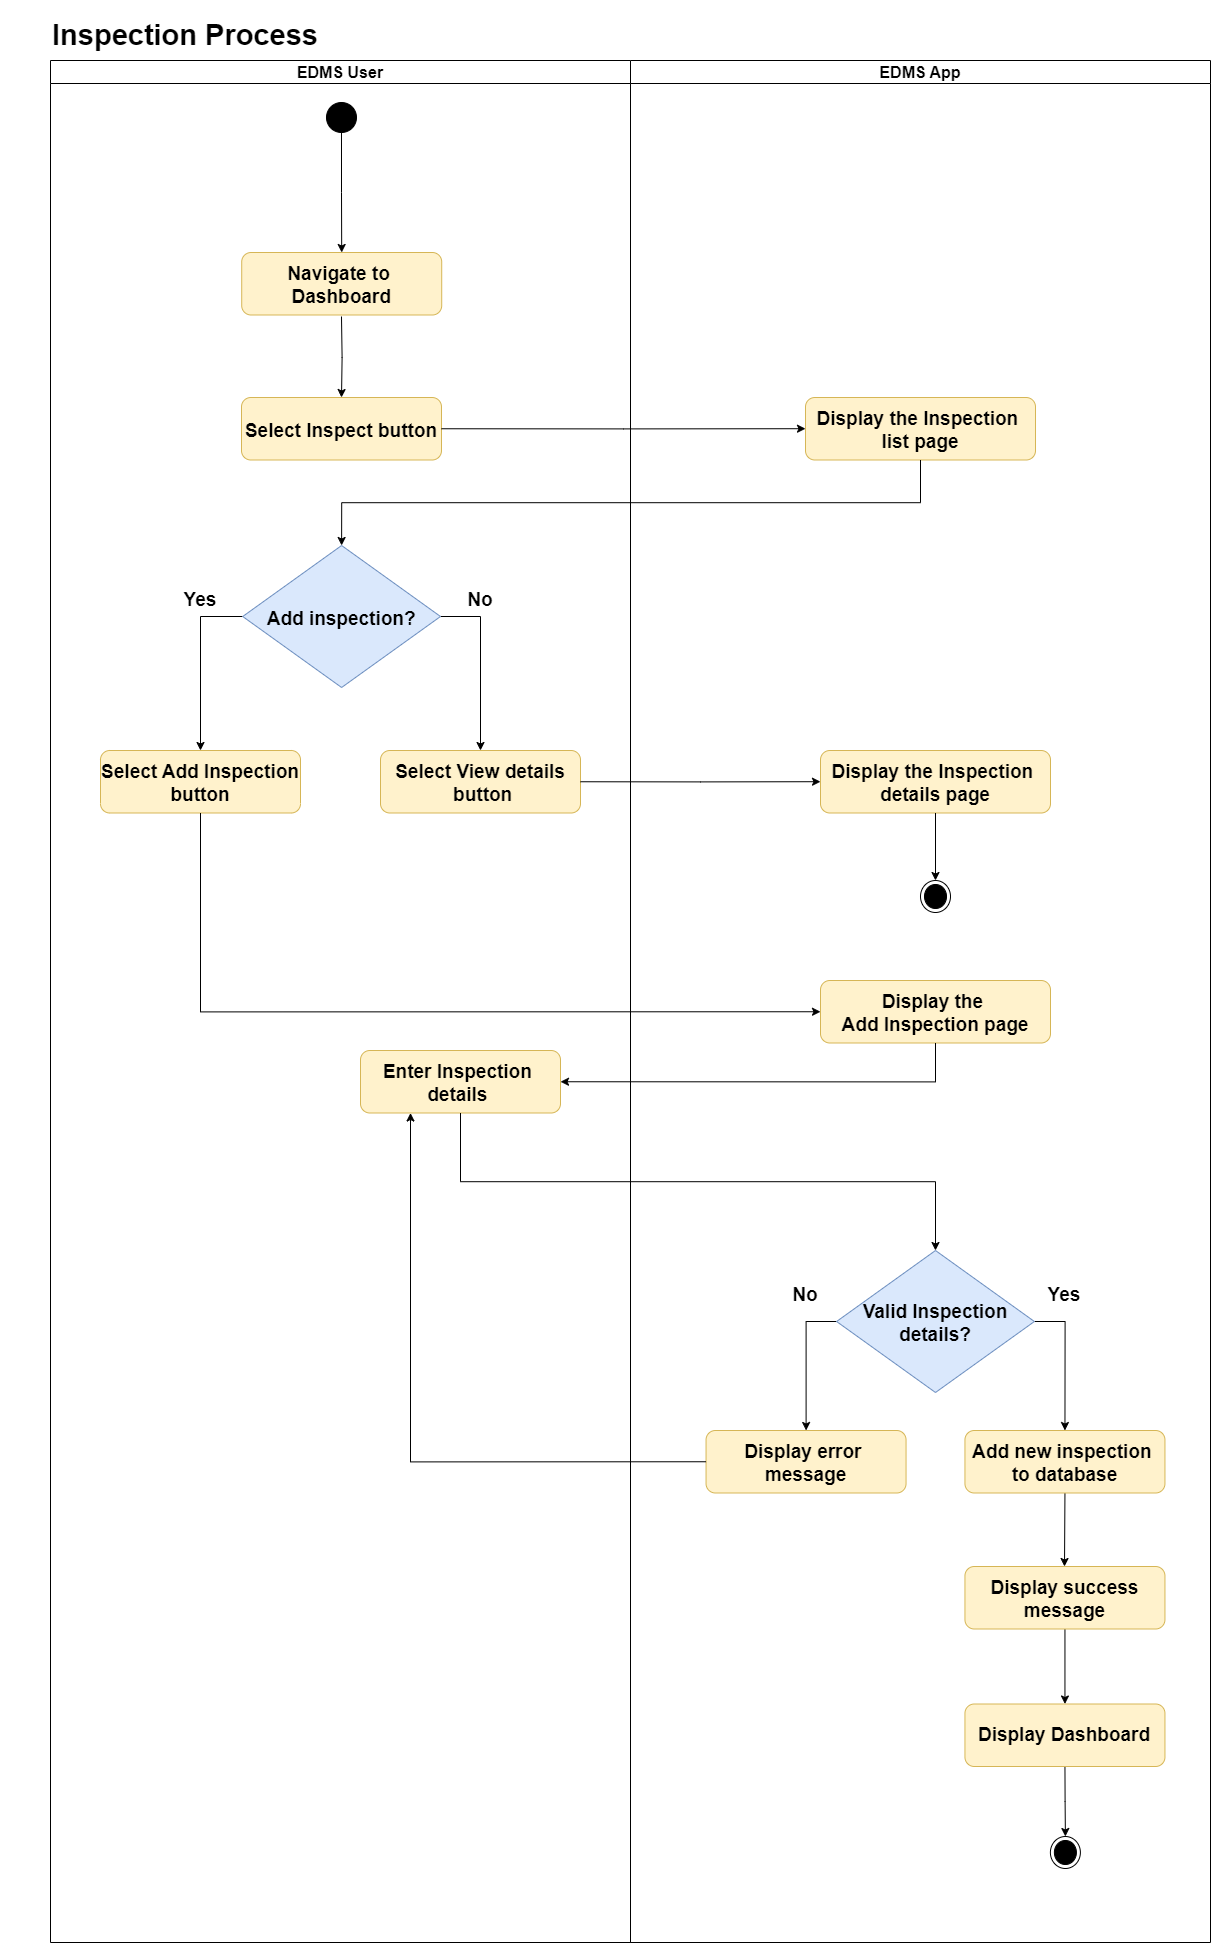 Inspection Process
EDMS User
EDMS App
Navigate to
Dashboard
Select Inspect button
Display the Inspection
list page
Add inspection?
Yes
No
Select Add Inspection
button
Select View details
button
Display the Inspection
details page
Display the
Add Inspection page
Enter Inspection
details
Valid Inspection
details?
No
Yes
Display error
message
Add new inspection
to database
Display success
message
Display Dashboard